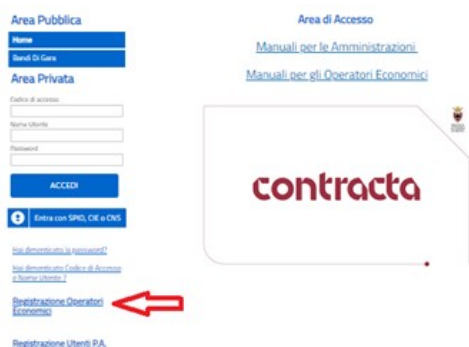 Area Pubblica
Home
Bandi Di Gara
Area Privata
Codice di accesso
Nome Utente
Password
ACCEDI
Entra con SPID, CIE o CNS
Hai dimenticato la password?
Hai dimenticato Codice di Accesso
e Nome Utente ?
Registrazione Operatori
Economici
Registrazione Utenti P.A.
Area di Accesso
Manuali per le Amministrazioni
Manuali per gli Operatori Economici
contracta